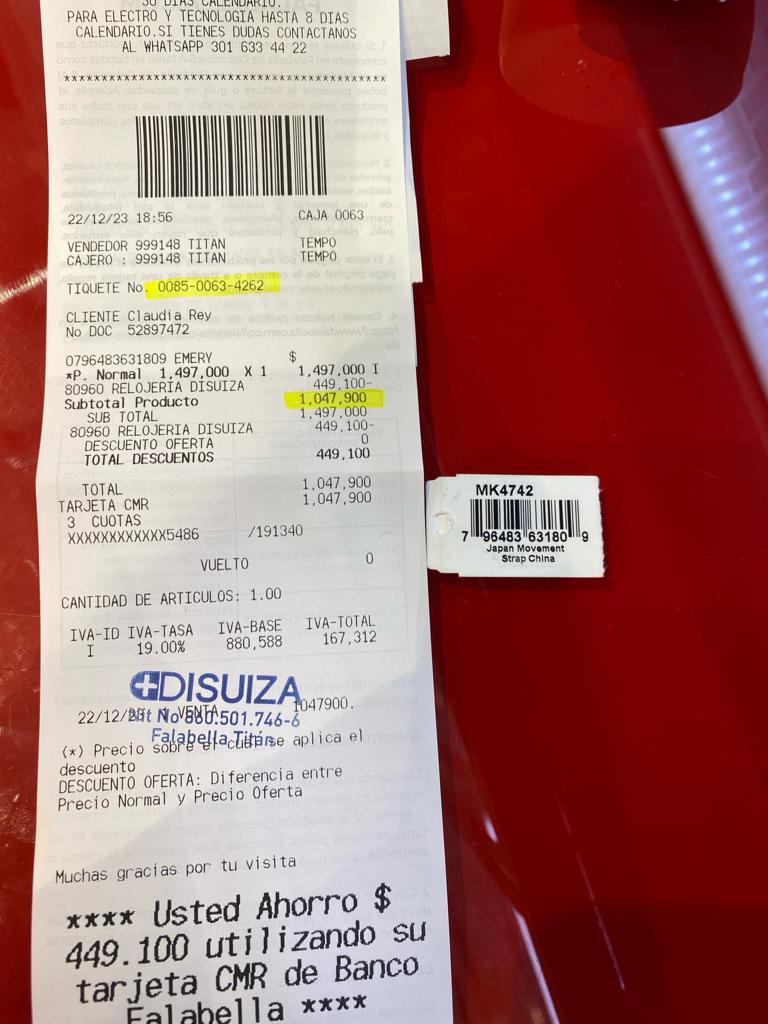 30 DIAS CALENDARIO.
PARA ELECTRO Y TECNOLOGIA HASTA 8 DIAS
CALENDARIO.SI TIENES DUDAS CONTACTANOS
AL WHATSAPP 301 633 44 22
****************************************
22/12/23 18:56 CAJA 0063
VENDEDOR 999148 TITAN TEMPO
CAJERO : 999148 TITAN TEMPO
TIQUETE No. 0085-0063-4262
CLIENTE Claudia Rey
No DOC 52897472
0796483631809 EMERY $
*P. Normal 1,497,000 X 1 1,497,000 I
80960 RELOJERIA DISUIZA 449,100-
Subtotal Producto 1,047,900
SUB TOTAL 1,497,000
80960 RELOJERIA DISUIZA 449,100-
DESCUENTO OFERTA 0
TOTAL DESCUENTOS 449,100
TOTAL 1,047,900
TARJETA CMR 1,047,900
3 CUOTAS
XXXXXXXXXXXX5486 /191340
VUELTO 0
CANTIDAD DE ARTICULOS: 1.00
IVA-ID IVA-TASA IVA-BASE IVA-TOTAL
I 19.00% 880,588 167,312
DISUIZA
22/12/23 1 VENTA 1047900.
Nit No 860.501.746-6
Falabella Titán
(*) Precio sobre el cual se aplica el
descuento
DESCUENTO OFERTA: Diferencia entre
Precio Normal y Precio Oferta
Muchas gracias por tu visita
**** Usted Ahorro $
449.100 utilizando su
tarjeta CMR de Banco
Falabella ****
MK4742
7 96483 63180 9
Japan Movement
Strap China